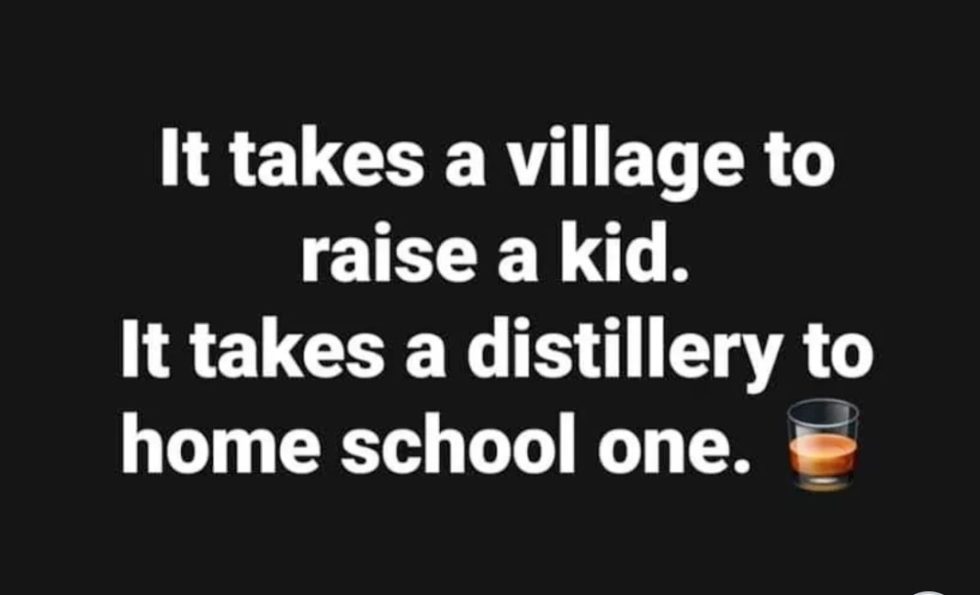 It takes a village to
raise a kid.
It takes a distillery to
home school one. 🥃